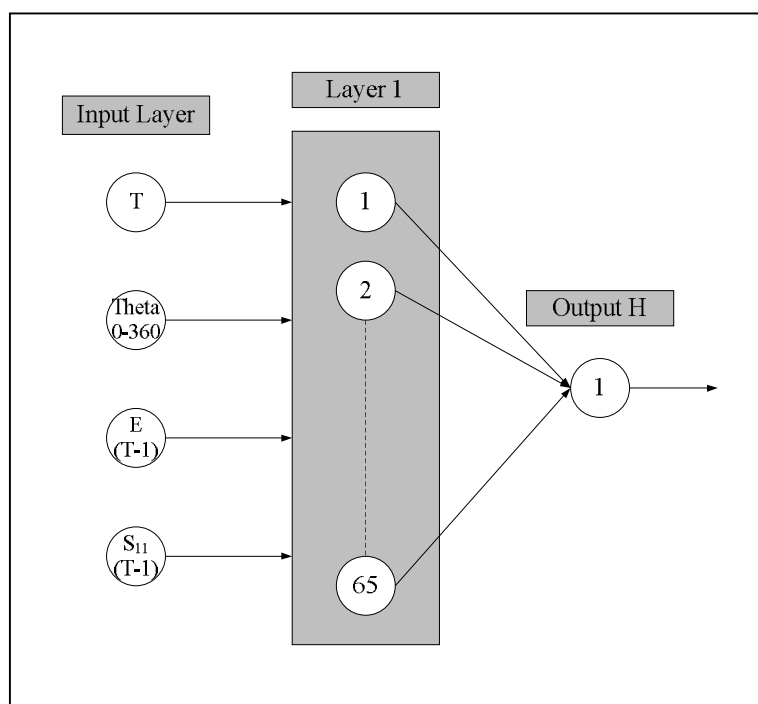 Layer 1
Input Layer
T
1
2
Theta
0-360
Output H
1
E
(T-1)
S₁₁
(T-1)
65